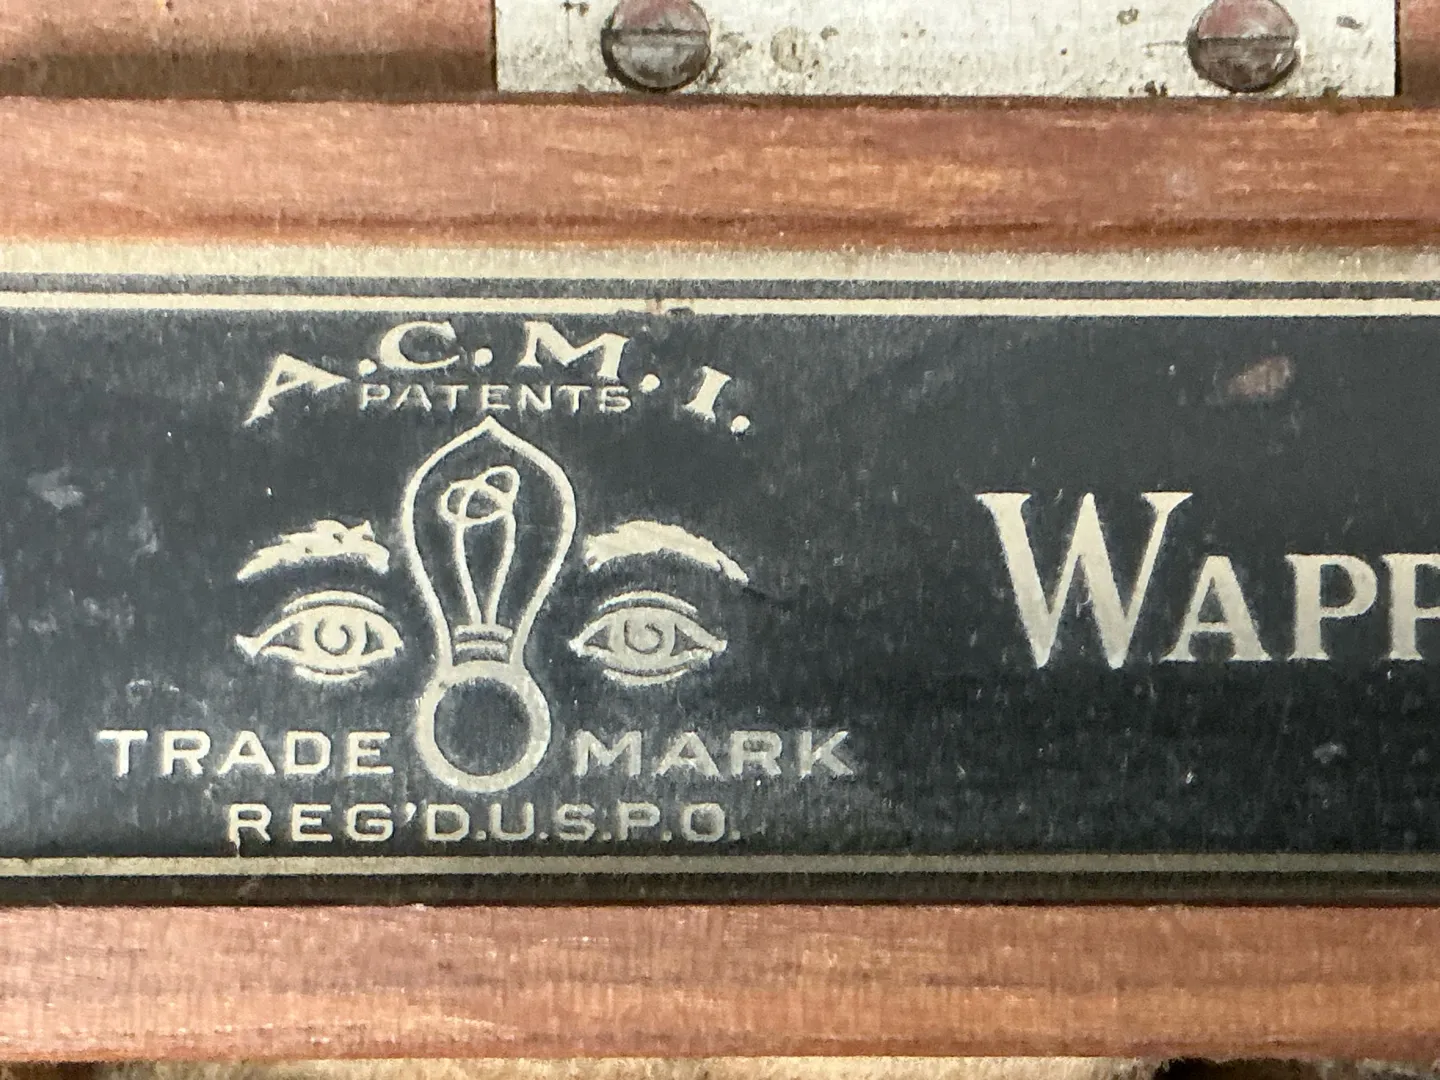 A.C.M.I.
PATENTS
TRADE MARK
REG'D.U.S.P.O.
WAPP